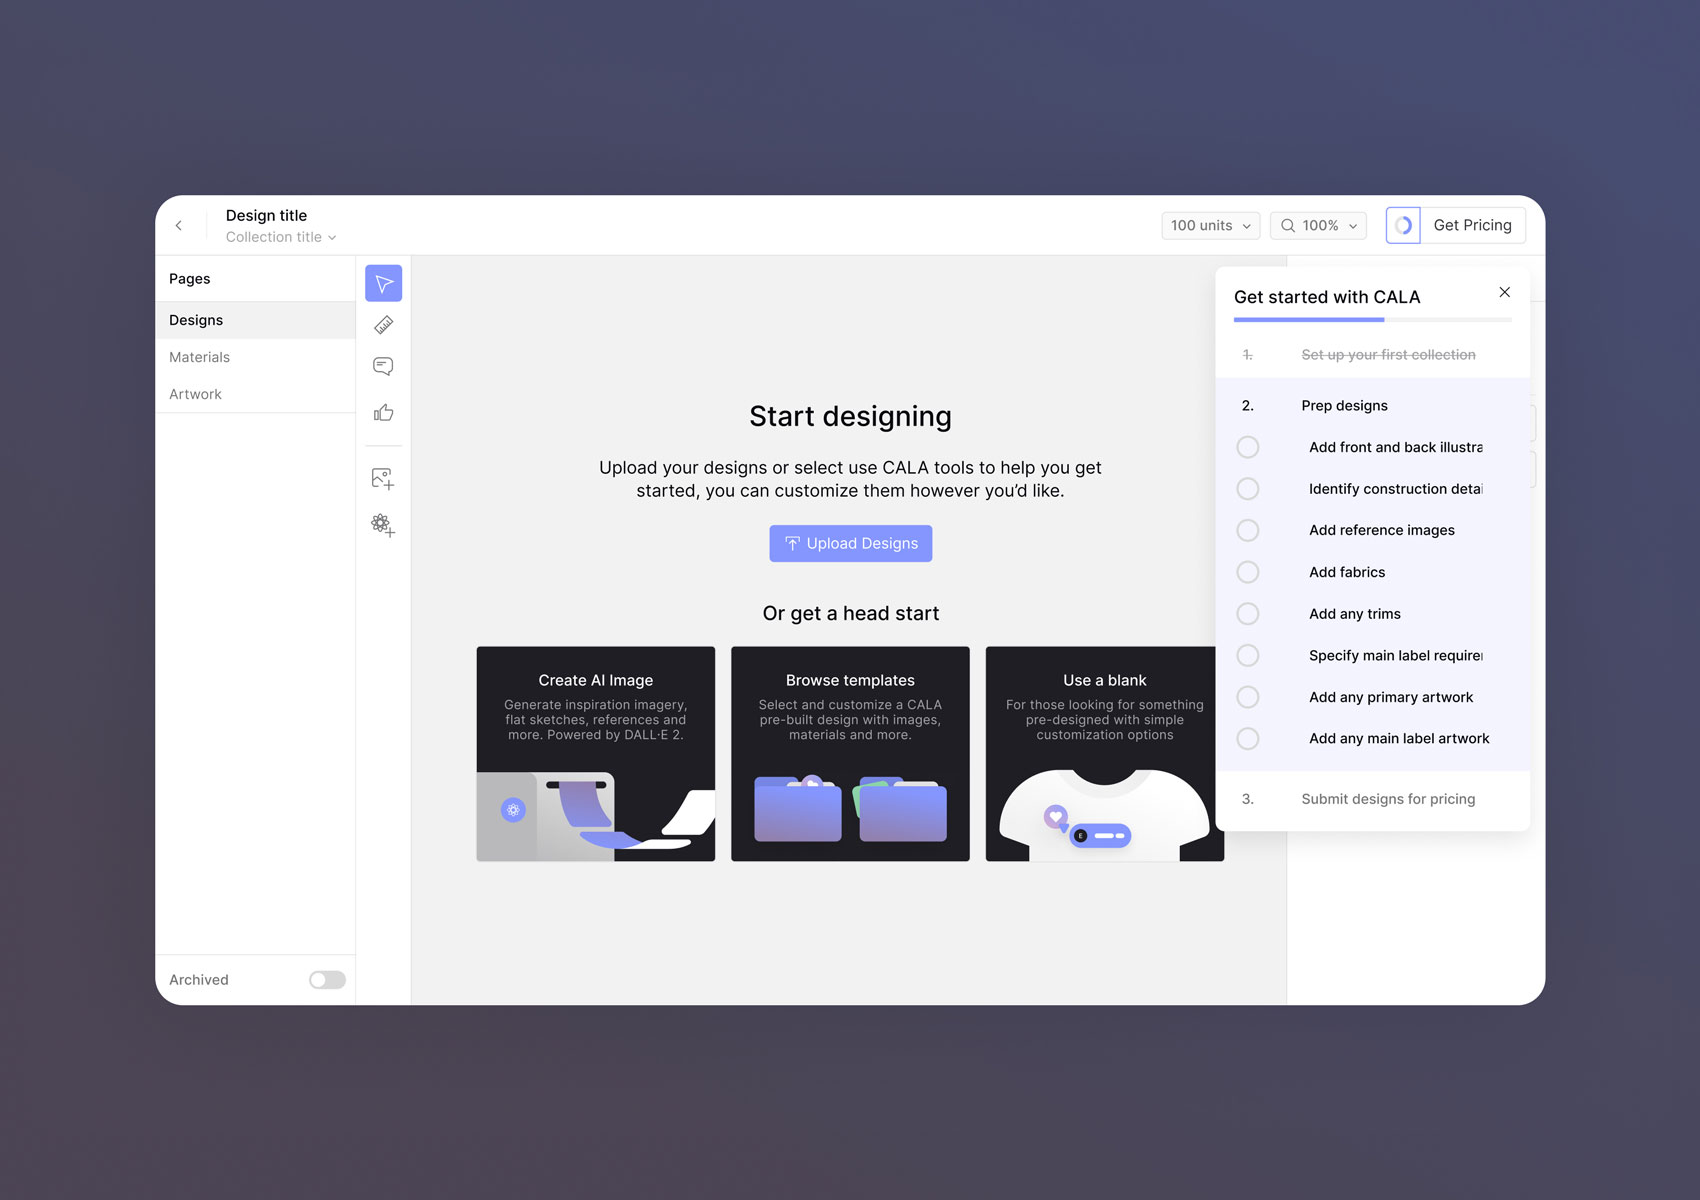 Design title
Collection title
100 units
100%
Get Pricing
Pages
Designs
Materials
Artwork
Archived
Start designing
Upload your designs or select use CALA tools to help you get
started, you can customize them however you’d like.
Upload Designs
Or get a head start
Create AI Image
Generate inspiration imagery,
flat sketches, references and
more. Powered by DALL·E 2.
Browse templates
Select and customize a CALA
pre-built design with images,
materials and more.
Use a blank
For those looking for something
pre-designed with simple
customization options
E
Get started with CALA
1. Set up your first collection
2. Prep designs
Add front and back illustra
Identify construction detai
Add reference images
Add fabrics
Add any trims
Specify main label require
Add any primary artwork
Add any main label artwork
3. Submit designs for pricing